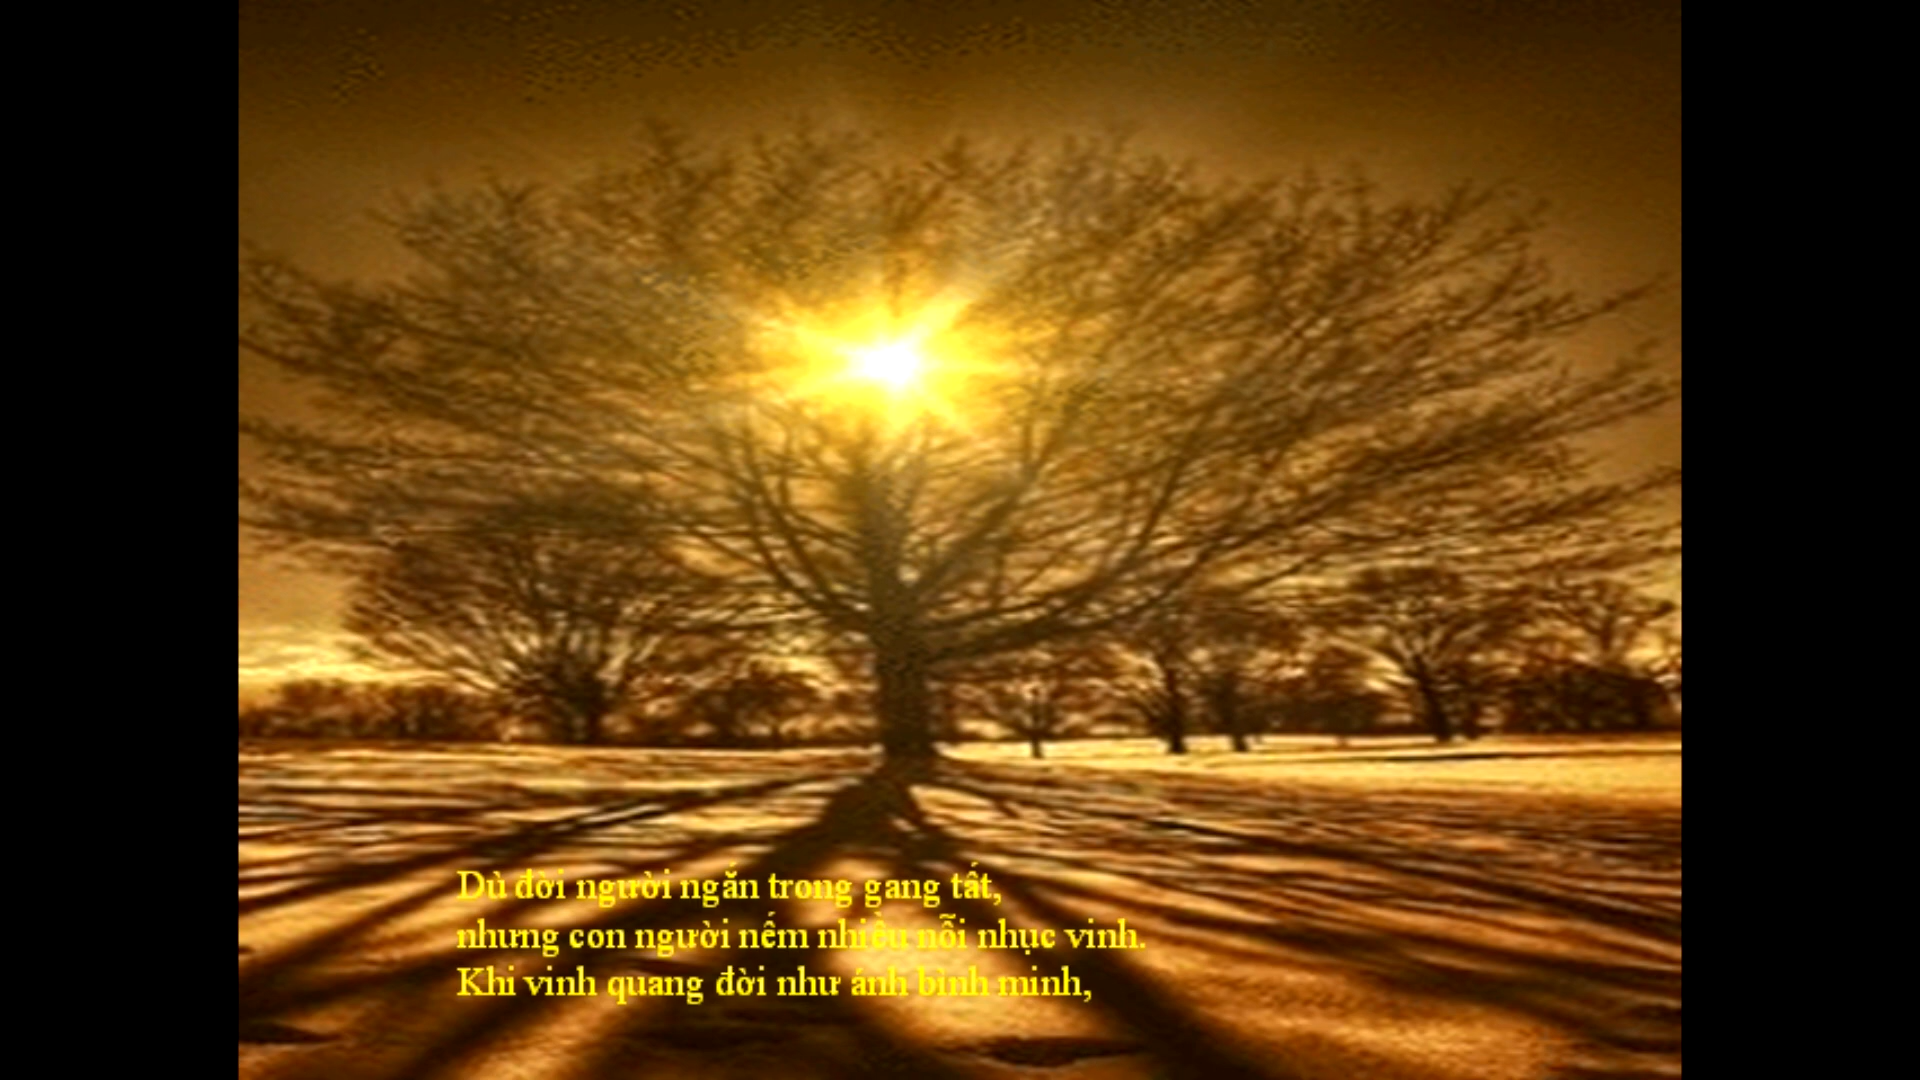 Dù đời người ngắn trong gang tất,
nhưng con người nếm nhiều nỗi nhục vinh.
Khi vinh quang đời như ánh bình minh,